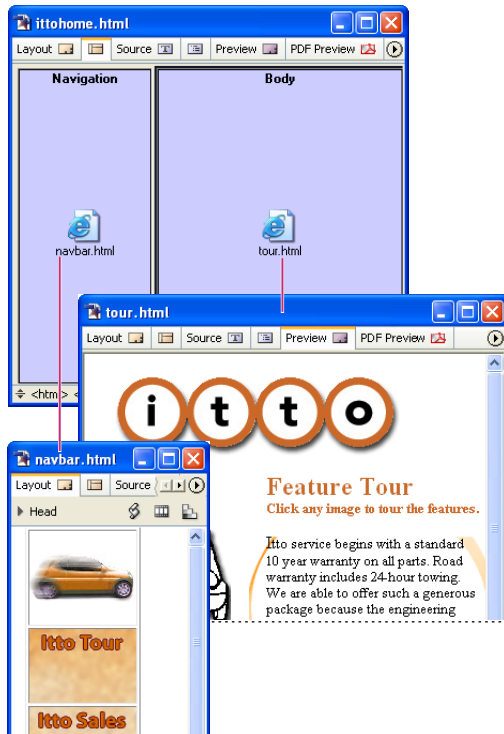 ittohome.html
Layout Source Preview PDF Preview
Navigation Body
navbar.html tour.html
tour.html
Layout Source Preview PDF Preview
<html>
i t t o
navbar.html
Layout Source
Head
Feature Tour
Click any image to tour the features.
Itto service begins with a standard
10 year warranty on all parts. Road
warranty includes 24-hour towing.
We are able to offer such a generous
package because the engineering
Itto Tour
Itto Sales